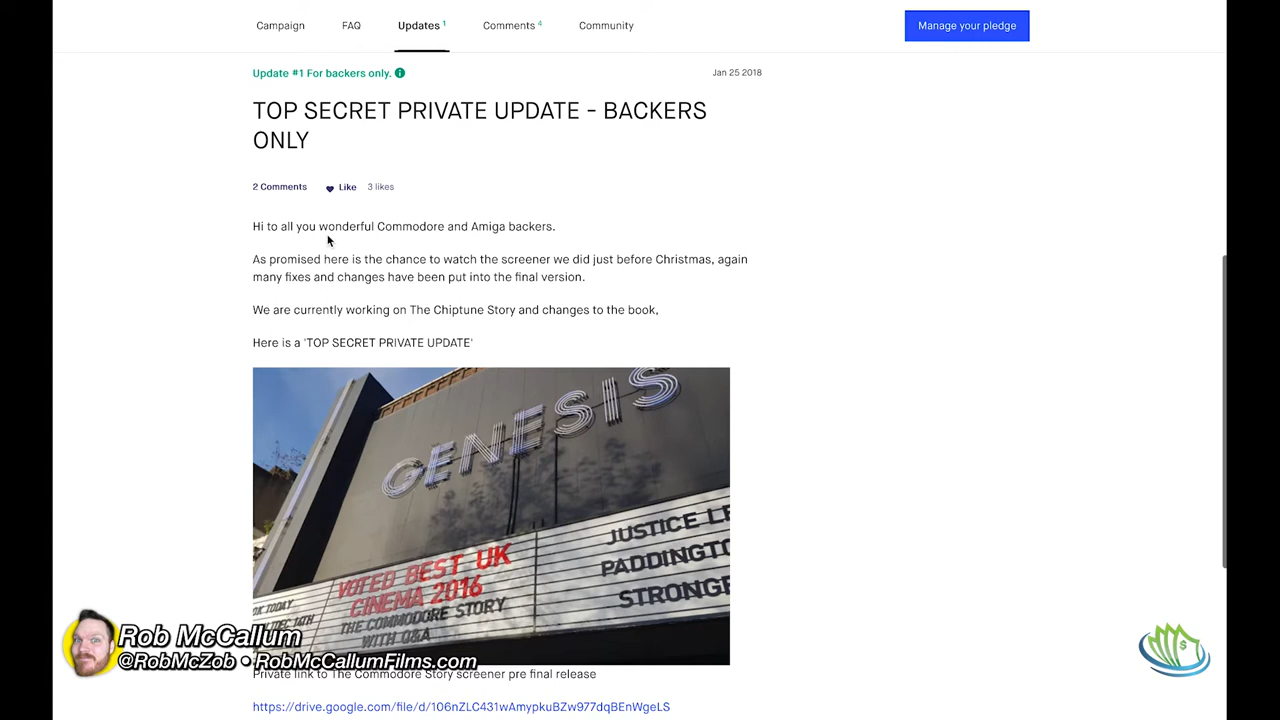 Campaign FAQ Updates 1 Comments 4 Community Manage your pledge
Update #1 For backers only. Jan 25 2018
TOP SECRET PRIVATE UPDATE - BACKERS
ONLY
2 Comments Like 3 likes
Hi to all you wonderful Commodore and Amiga backers.
As promised here is the chance to watch the screener we did just before Christmas, again
many fixes and changes have been put into the final version.
We are currently working on The Chiptune Story and changes to the book,
Here is a 'TOP SECRET PRIVATE UPDATE'
GENESIS
VOTED BEST UK
CINEMA 2016
THE COMMODORE STORY
WITH Q&A
TODAY
14TH
JUSTICE LE
PADDINGTO
STRONGE
Rob McCallum
@RobMcZob • RobMcCallumFilms.com
$
Private link to The Commodore Story screener pre final release
https://drive.google.com/file/d/106nZLC431wAmypkuBZw977dqBEnWgeLS